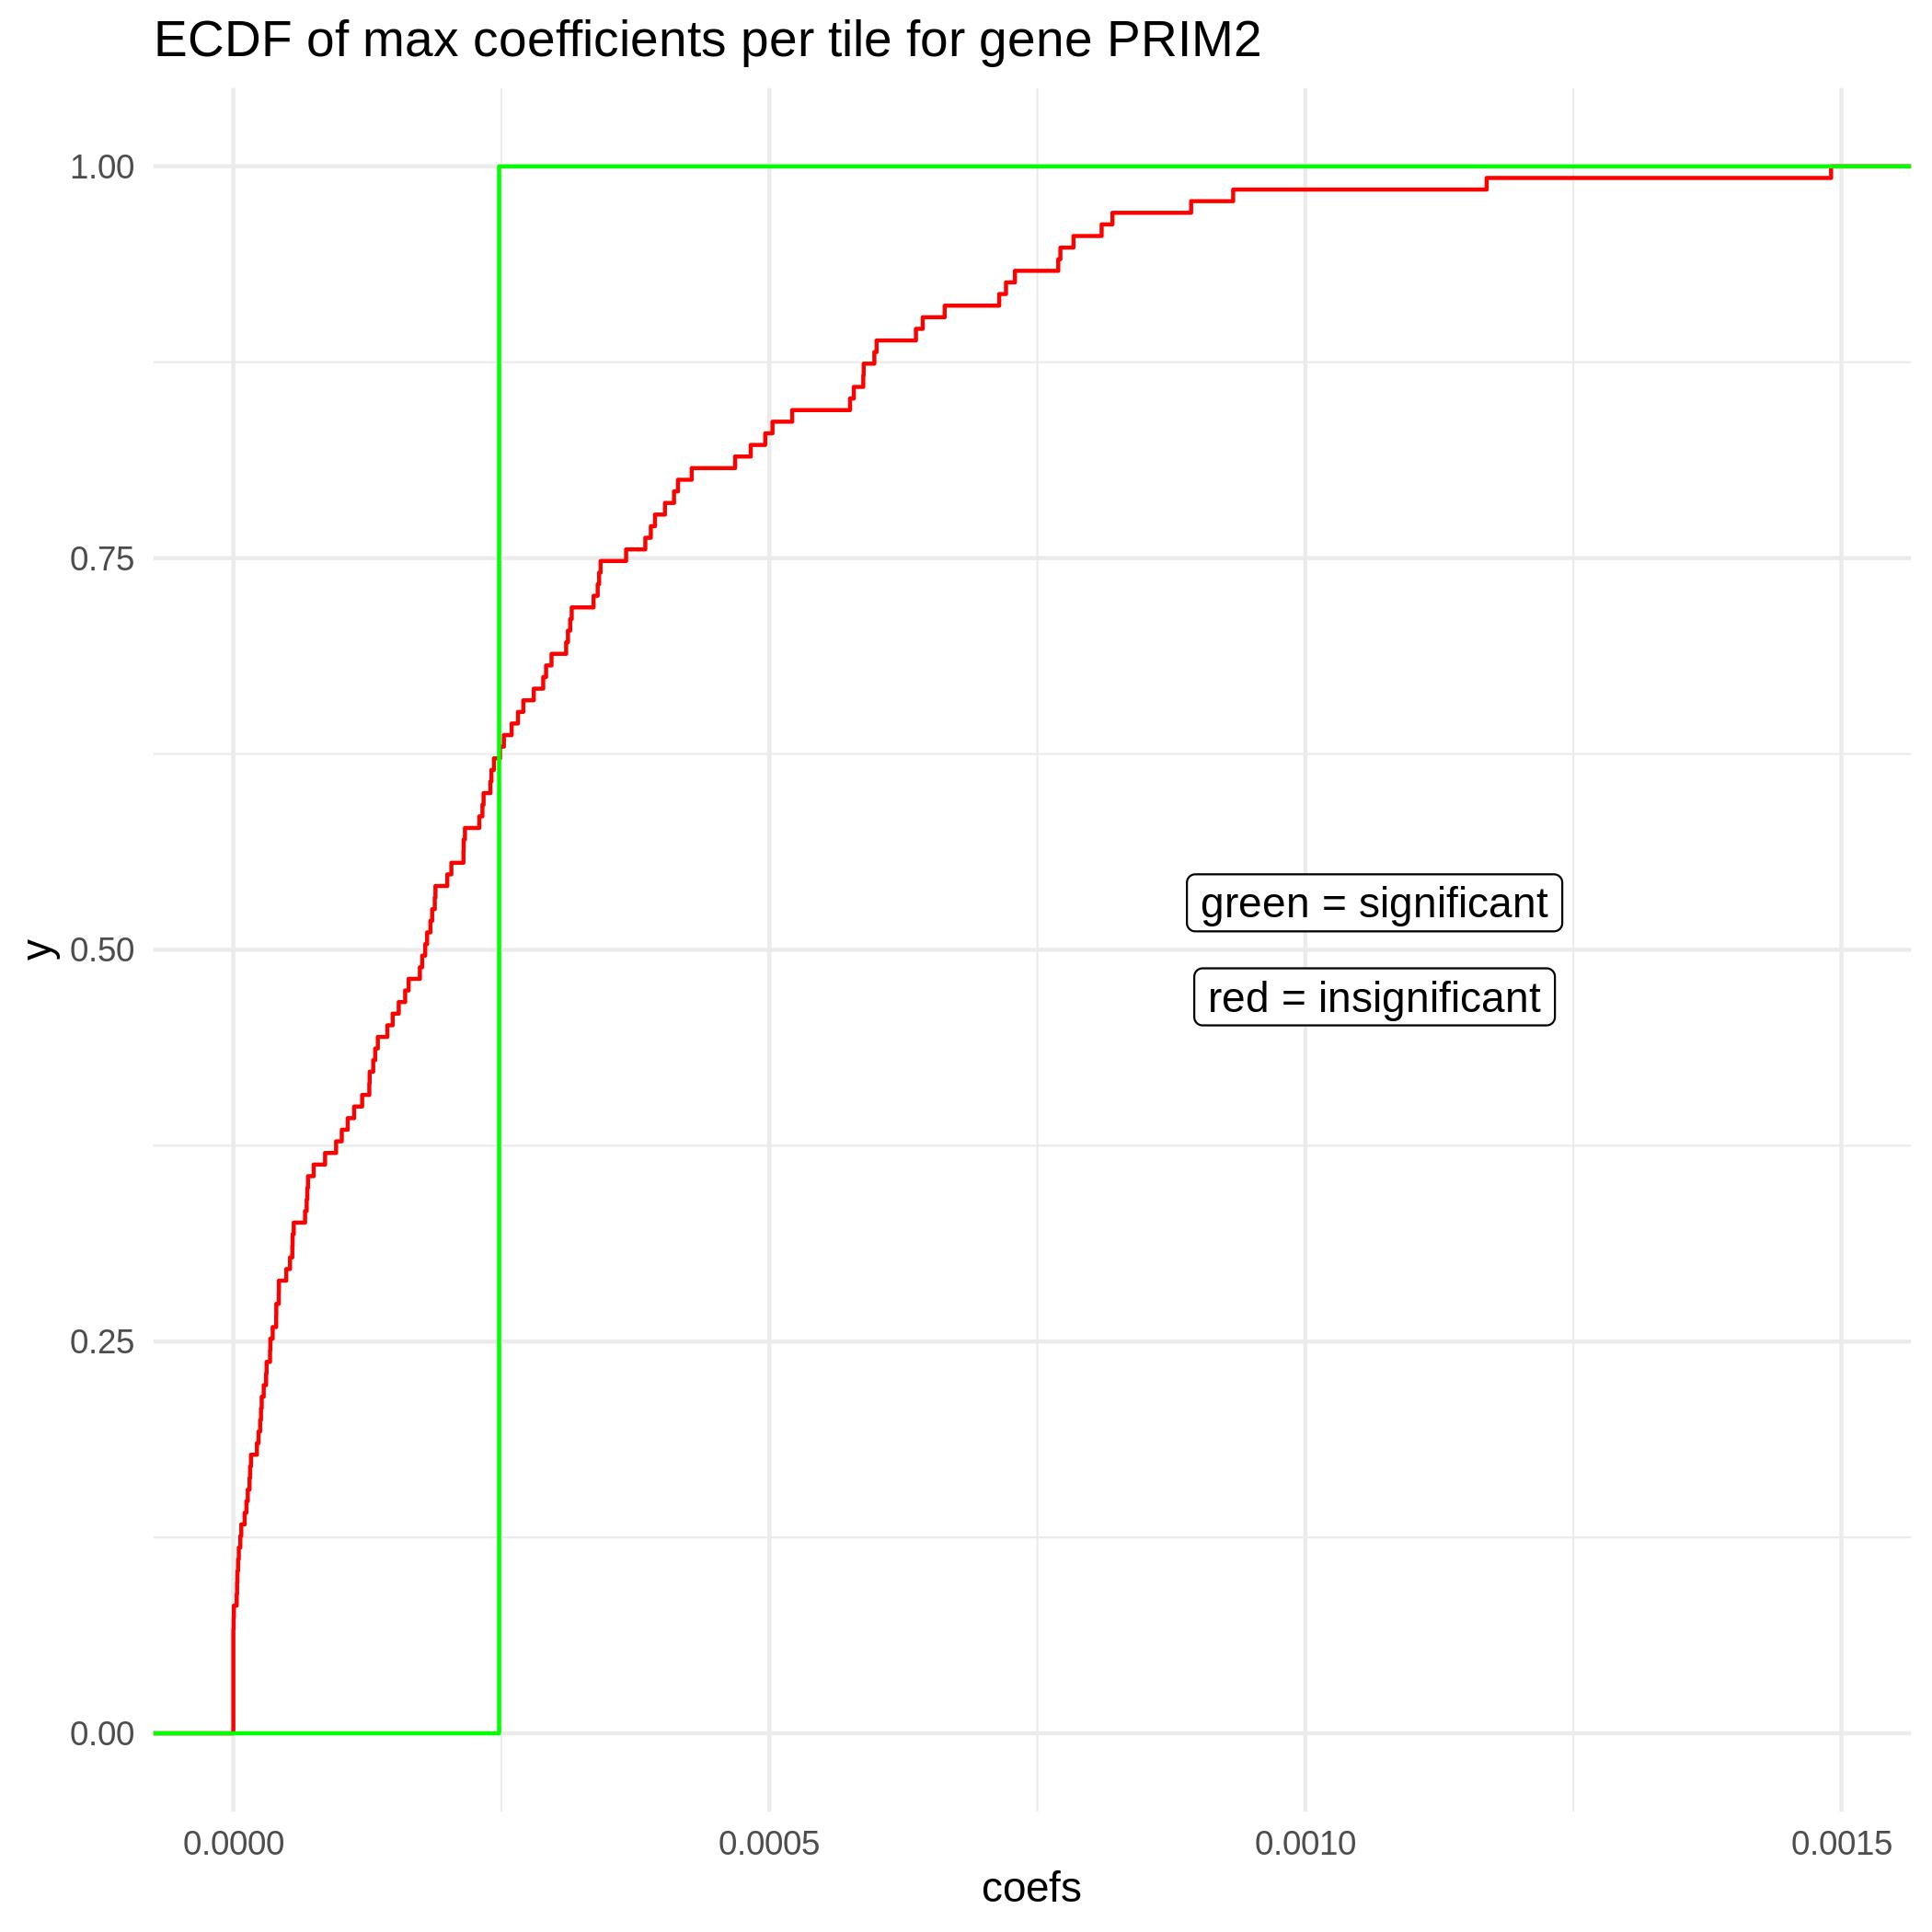 ECDF of max coefficients per tile for gene PRIM2
1.00
0.75
0.50
0.25
0.00
y
green = significant
red = insignificant
0.0000 0.0005 0.0010 0.0015
coefs